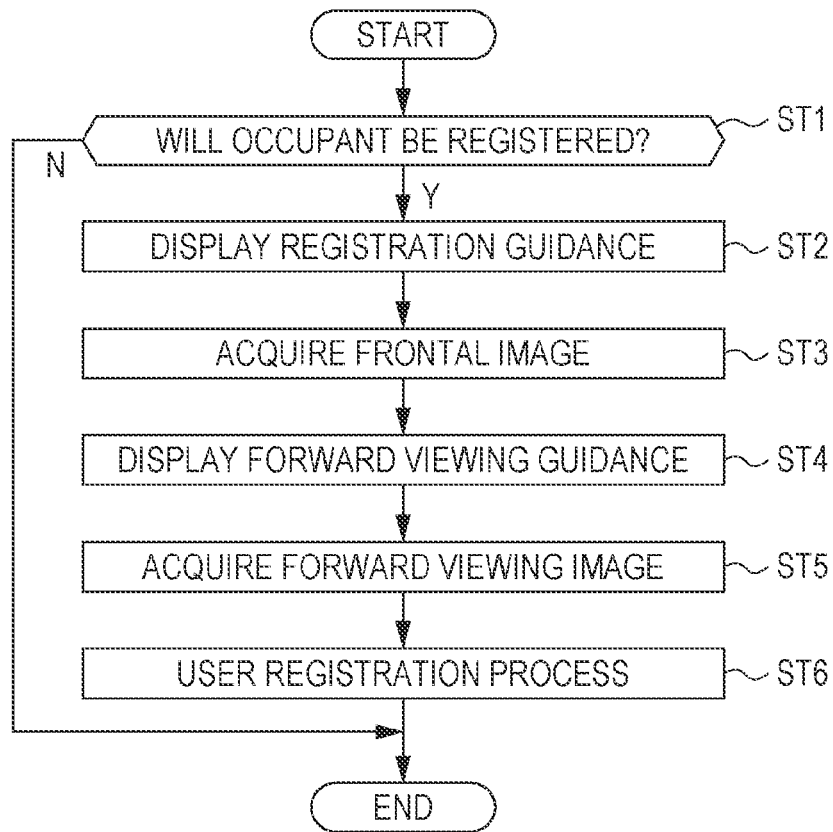 START
WILL OCCUPANT BE REGISTERED?
ST1
N
Y
DISPLAY REGISTRATION GUIDANCE
ST2
ACQUIRE FRONTAL IMAGE
ST3
DISPLAY FORWARD VIEWING GUIDANCE
ST4
ACQUIRE FORWARD VIEWING IMAGE
ST5
USER REGISTRATION PROCESS
ST6
END